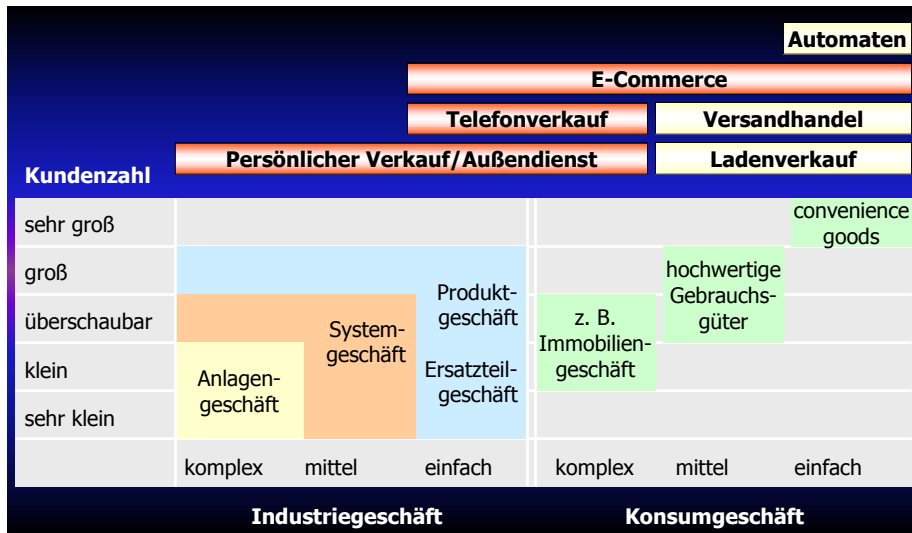 Automaten
E-Commerce
Telefonverkauf
Versandhandel
Persönlicher Verkauf/Außendienst
Ladenverkauf
Kundenzahl
sehr groß
convenience
goods
groß
hochwertige
Gebrauchs-
güter
Produkt-
geschäft
überschaubar
System-
geschäft
z. B.
Immobilien-
geschäft
klein
Anlagen-
geschäft
Ersatzteil-
geschäft
sehr klein
komplex
mittel
einfach
komplex
mittel
einfach
Industriegeschäft
Konsumgeschäft